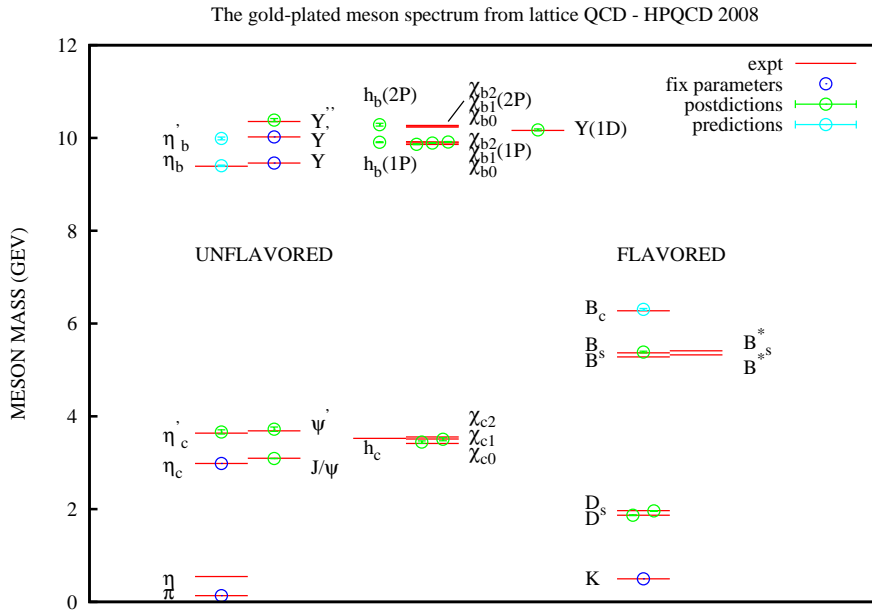 The gold-plated meson spectrum from lattice QCD - HPQCD 2008
MESON MASS (GEV)
12
10
8
6
4
2
0
expt
fix parameters
postdictions
predictions
η'b
ηb
Υ''
Υ'
Υ
hb(2P)
hb(1P)
χb2
χb1(2P)
χb0
χb2
χb1(1P)
χb0
Υ(1D)
UNFLAVORED
FLAVORED
Bc
Bs
B
B*s
B*
η'c
ηc
ψ'
J/ψ
hc
χc2
χc1
χc0
Ds
D
η
π
K